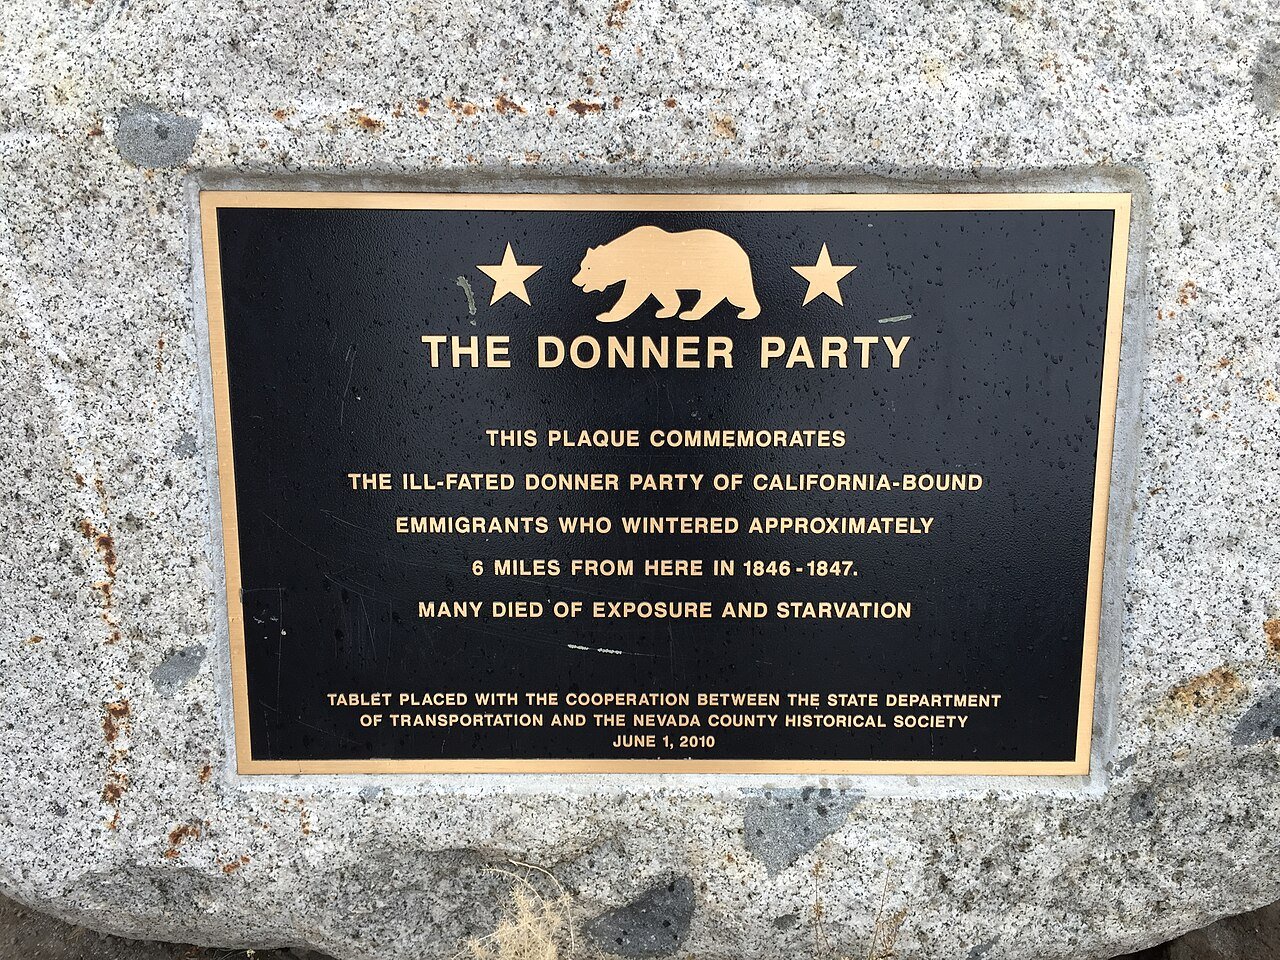 THE DONNER PARTY
THIS PLAQUE COMMEMORATES
THE ILL-FATED DONNER PARTY OF CALIFORNIA-BOUND
EMMIGRANTS WHO WINTERED APPROXIMATELY
6 MILES FROM HERE IN 1846-1847.
MANY DIED OF EXPOSURE AND STARVATION
TABLET PLACED WITH THE COOPERATION BETWEEN THE STATE DEPARTMENT
OF TRANSPORTATION AND THE NEVADA COUNTY HISTORICAL SOCIETY
JUNE 1, 2010